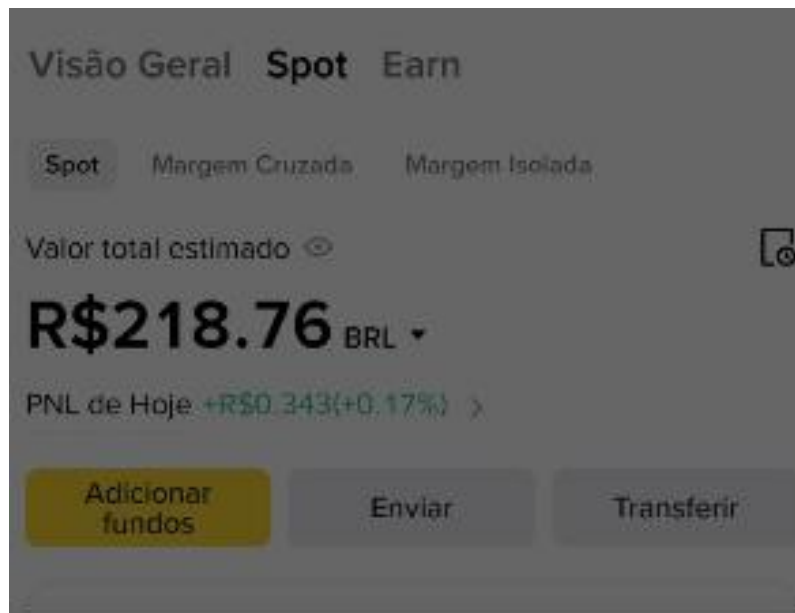 Visão Geral Spot Earn
Spot Margem Cruzada Margem Isolada
Valor total estimado
R$218.76 BRL
PNL de Hoje +R$0.343(+0.17%)
Adicionar fundos Enviar Transferir